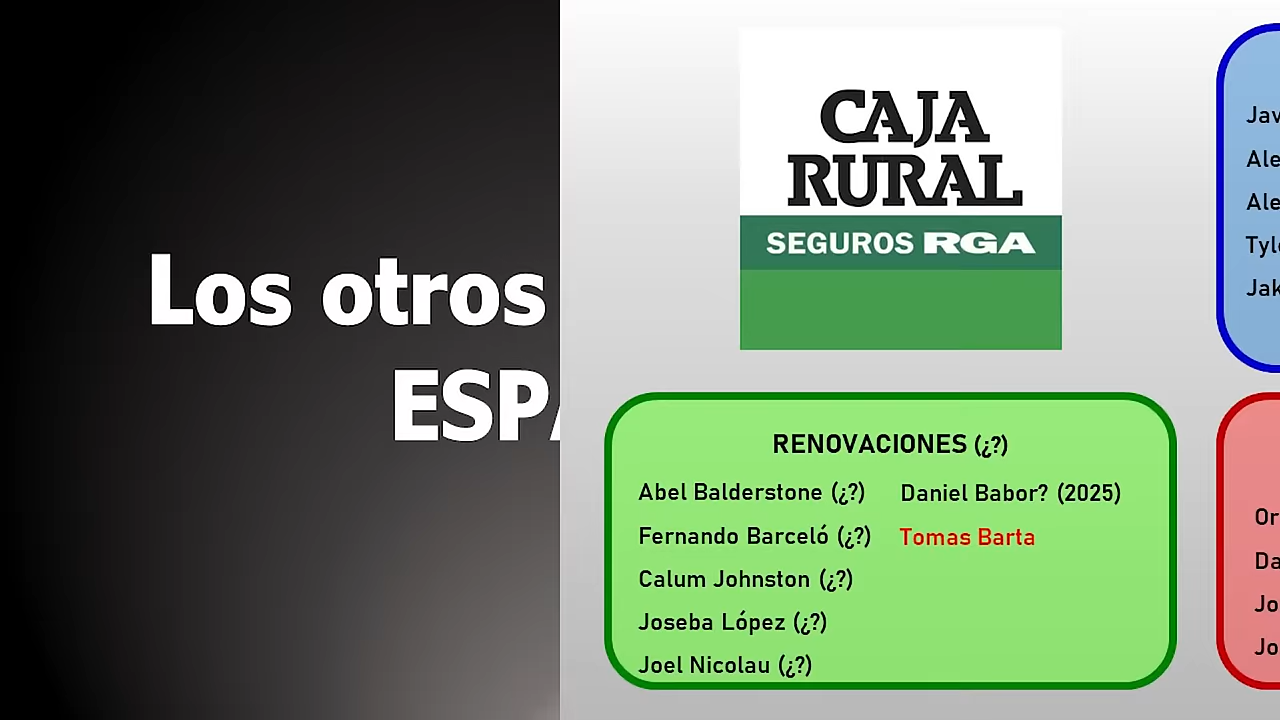 Los otros
ESPA
CAJA
RURAL
SEGUROS RGA
RENOVACIONES (¿?)
Abel Balderstone (¿?)
Fernando Barceló (¿?)
Calum Johnston (¿?)
Joseba López (¿?)
Joel Nicolau (¿?)
Daniel Babor? (2025)
Tomas Barta
Jav
Ale
Ale
Tyl
Jak
Or
Da
Jo
Jo